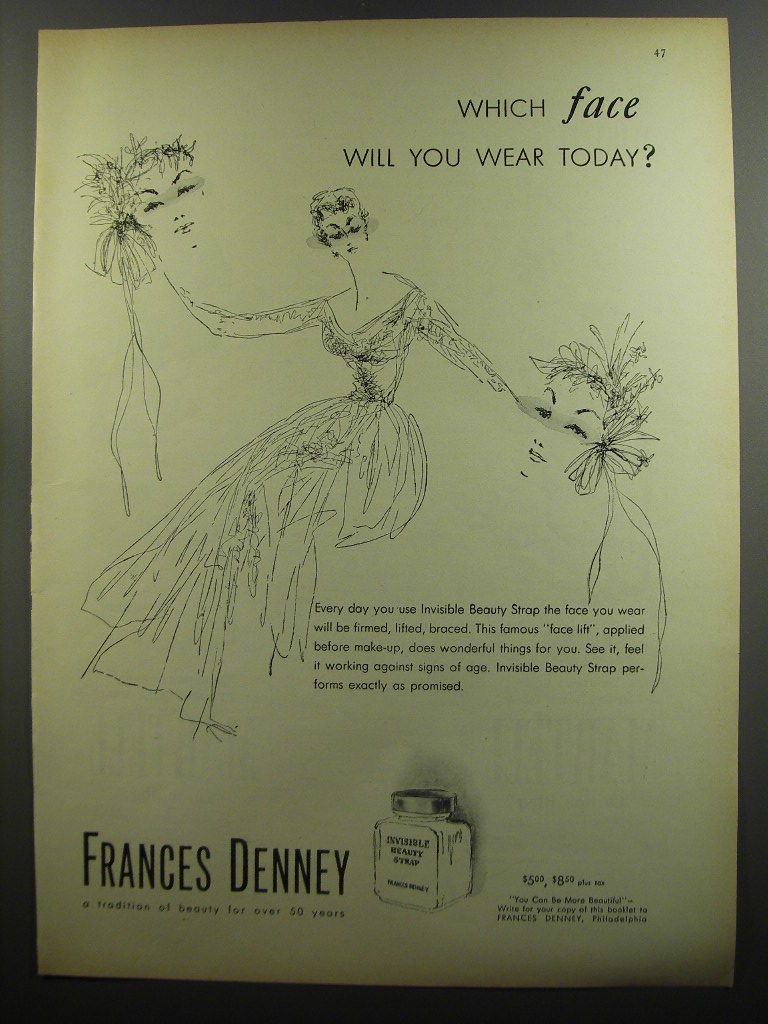 47
WHICH face
WILL YOU WEAR TODAY?
Every day you use Invisible Beauty Strap the face you wear
will be firmed, lifted, braced. This famous "face lift", applied
before make-up, does wonderful things for you. See it, feel
it working against signs of age. Invisible Beauty Strap per-
forms exactly as promised.
INVISIBLE
BEAUTY
STRAP
FRANCES DENNEY
FRANCES DENNEY
a tradition of beauty for over 50 years
$5.00, $8.50 plus tax
"You Can Be More Beautiful"—
Write for your copy of this booklet to
FRANCES DENNEY, Philadelphia